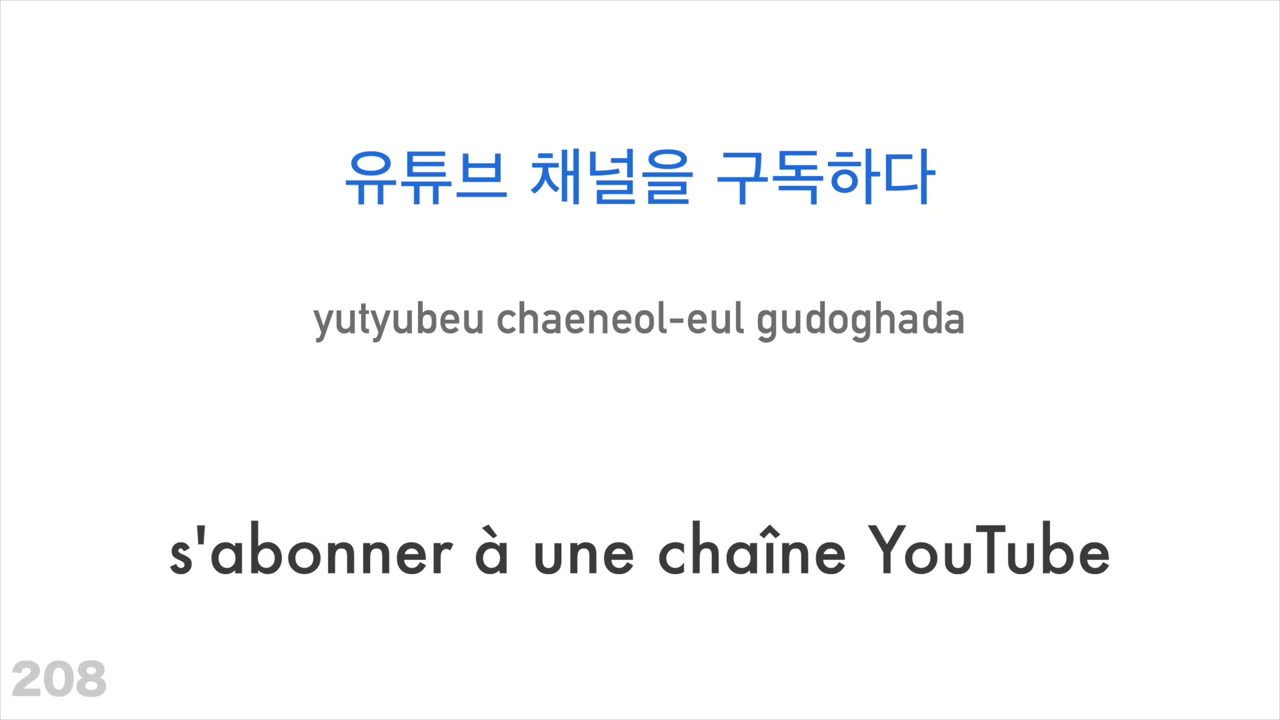 유튜브 채널을 구독하다
yutyubeu chaeneol-eul gudoghada
s'abonner à une chaîne YouTube
208